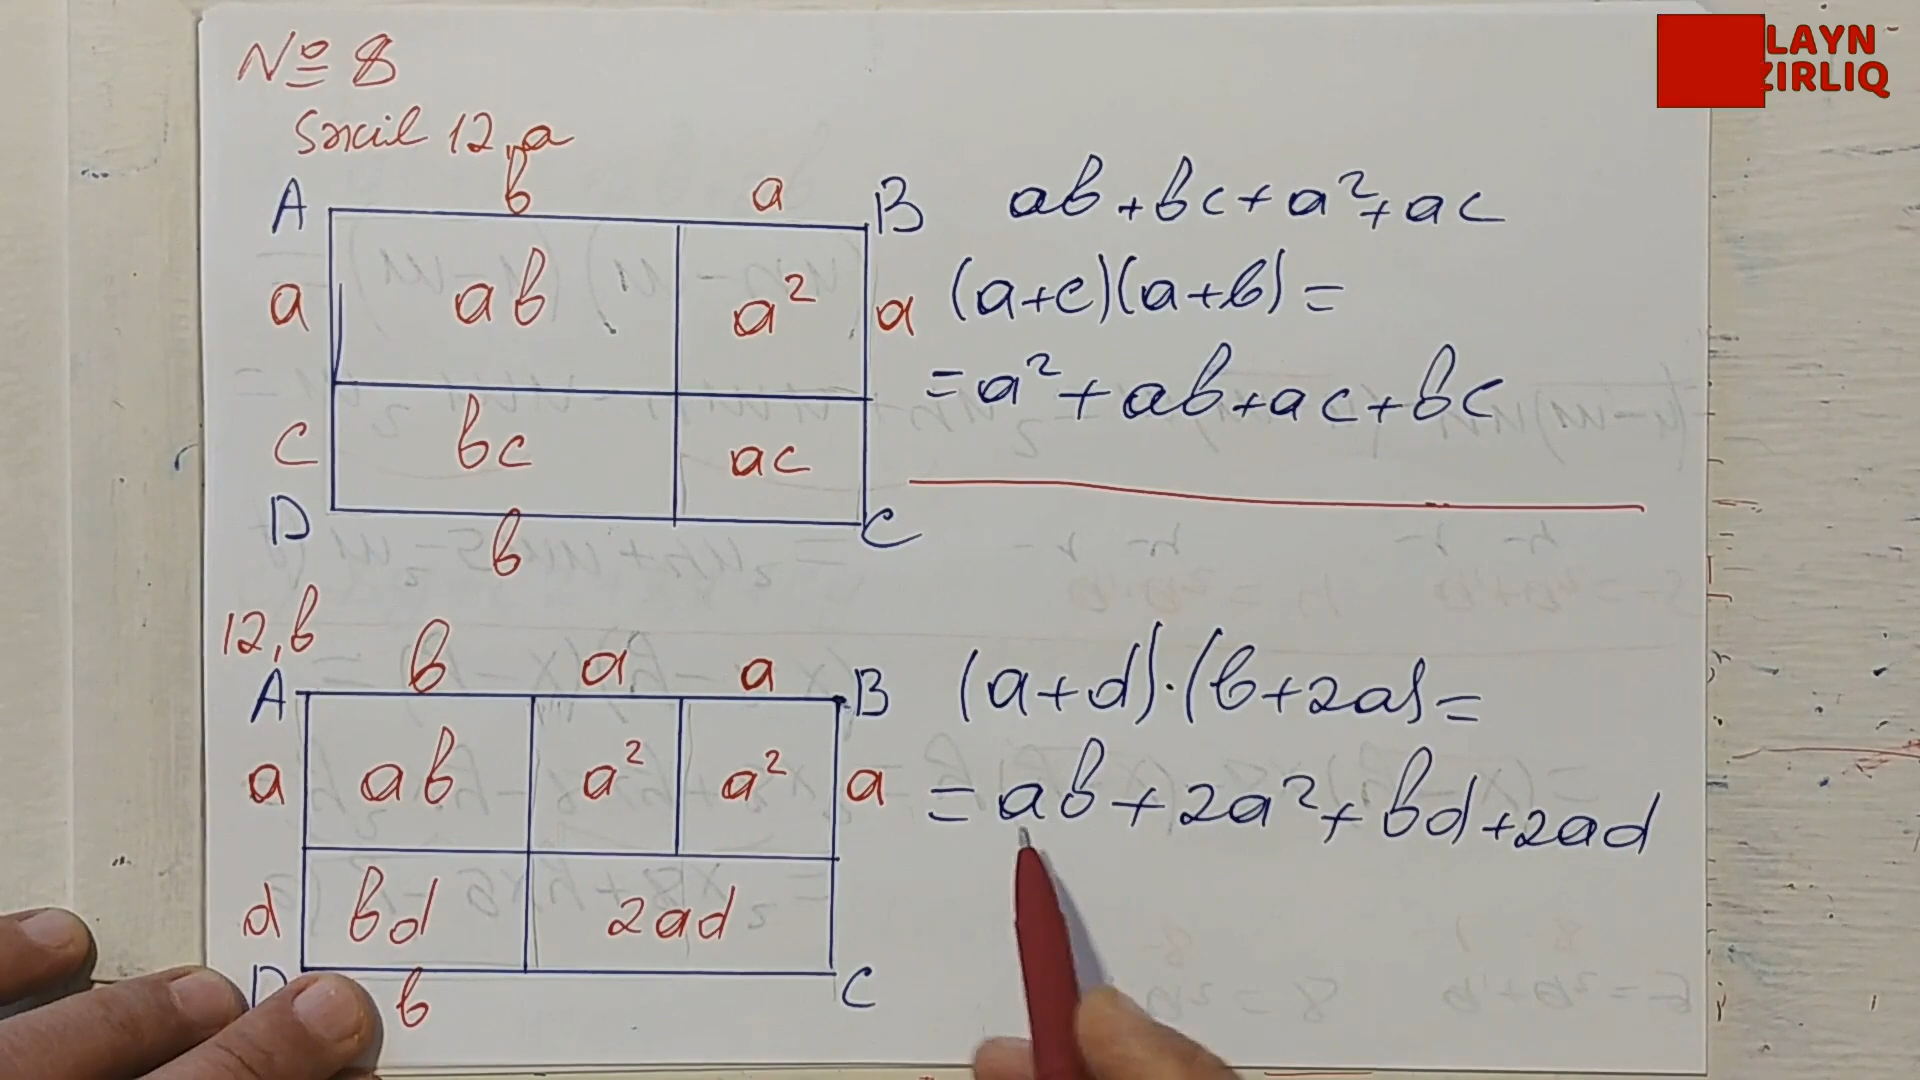 № 8
Şəkil 12,a
b a
A B
a ab a² a
c bc ac
D C
b
ab+bc+a²+ac
(a+c)(a+b)=
=a²+ab+ac+bc
12,b
b a a
A B
a ab a² a² a
d bd 2ad
D C
b
(a+d)·(b+2a)=
=ab+2a²+bd+2ad
LAYN
ZIRLIQ